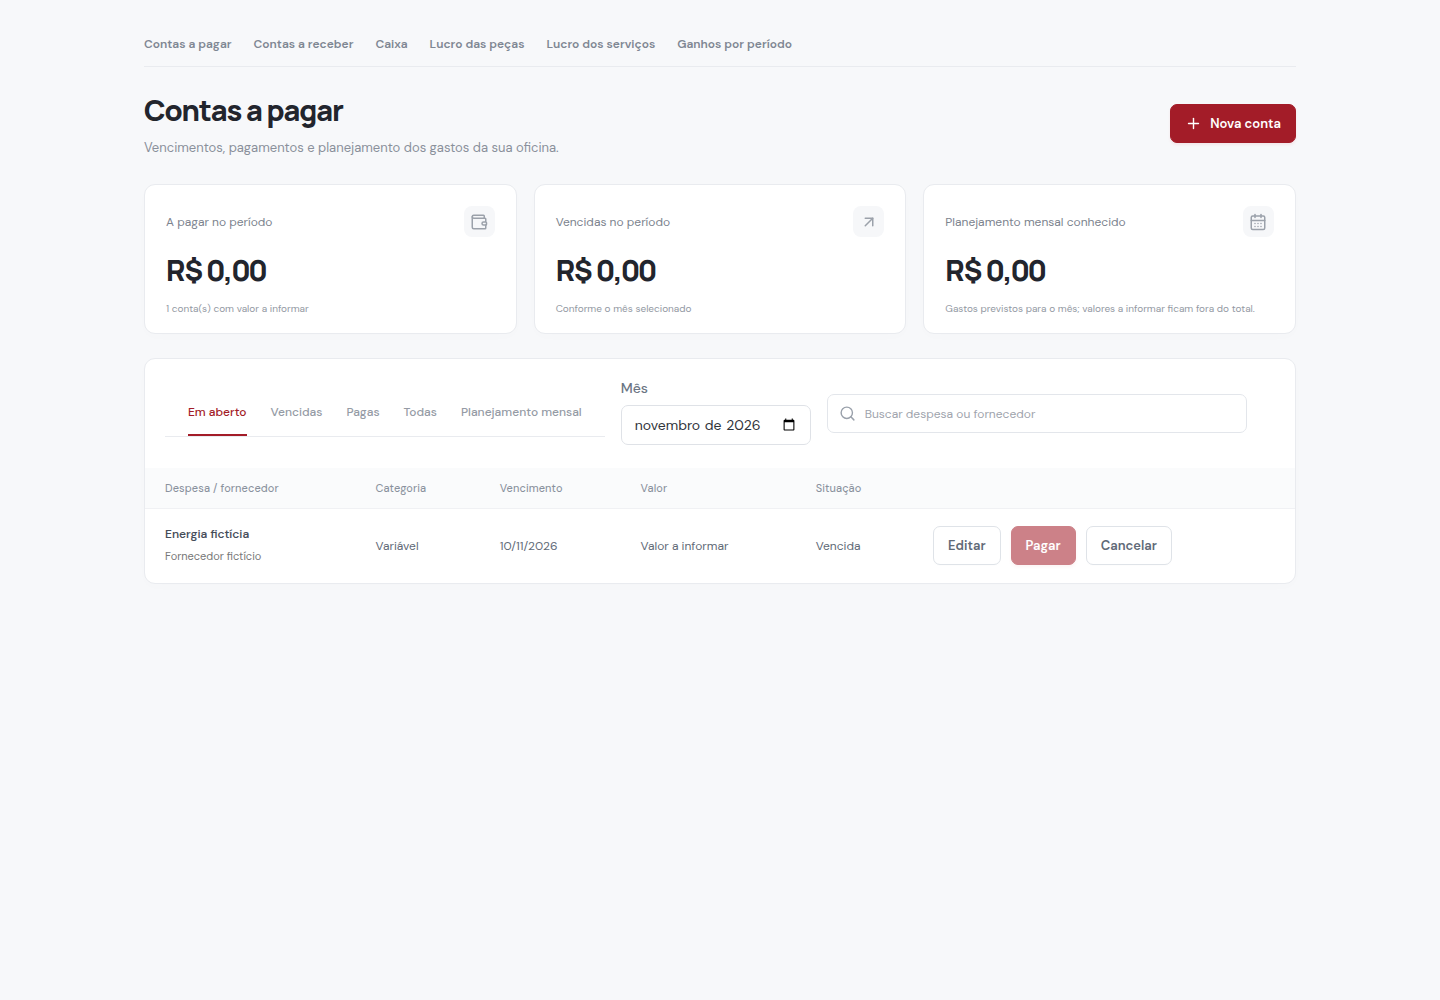 Contas a pagar Contas a receber Caixa Lucro das peças Lucro dos serviços Ganhos por período
Contas a pagar
Vencimentos, pagamentos e planejamento dos gastos da sua oficina.
Nova conta
A pagar no período
R$ 0,00
1 conta(s) com valor a informar
Vencidas no período
R$ 0,00
Conforme o mês selecionado
Planejamento mensal conhecido
R$ 0,00
Gastos previstos para o mês; valores a informar ficam fora do total.
Em aberto Vencidas Pagas Todas Planejamento mensal
Mês
novembro de 2026
Buscar despesa ou fornecedor
Despesa / fornecedor Categoria Vencimento Valor Situação
Energia fictícia
Fornecedor fictício
Variável 10/11/2026 Valor a informar Vencida Editar Pagar Cancelar